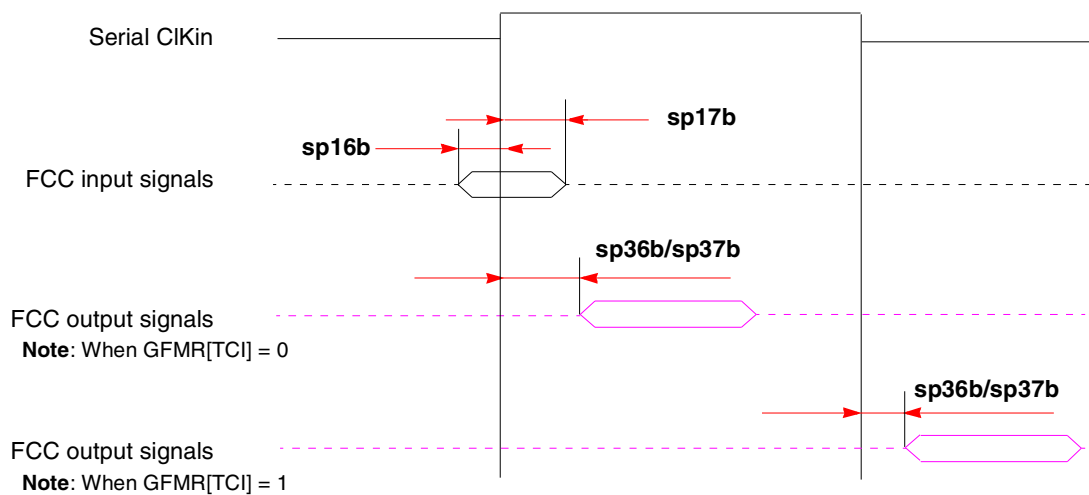 Serial ClKin
sp17b
sp16b
FCC input signals
sp36b/sp37b
FCC output signals
Note: When GFMR[TCI] = 0
sp36b/sp37b
FCC output signals
Note: When GFMR[TCI] = 1